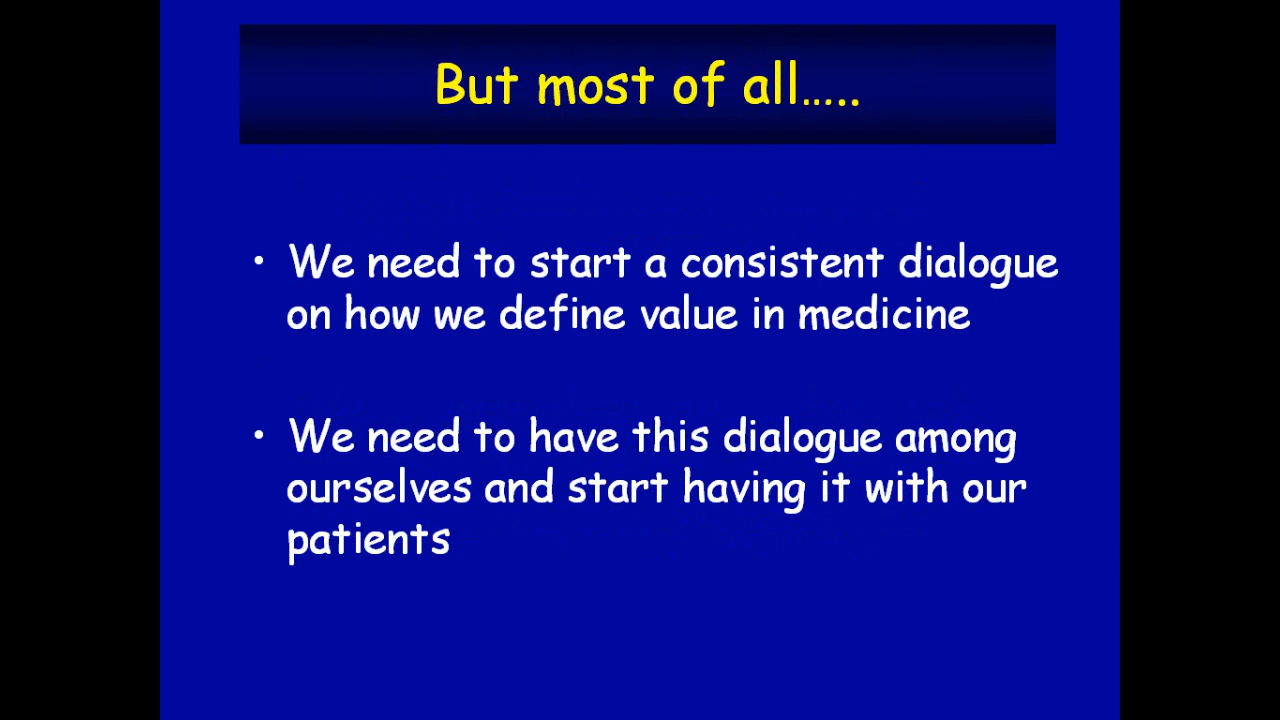 But most of all.....
• We need to start a consistent dialogue
on how we define value in medicine
• We need to have this dialogue among
ourselves and start having it with our
patients